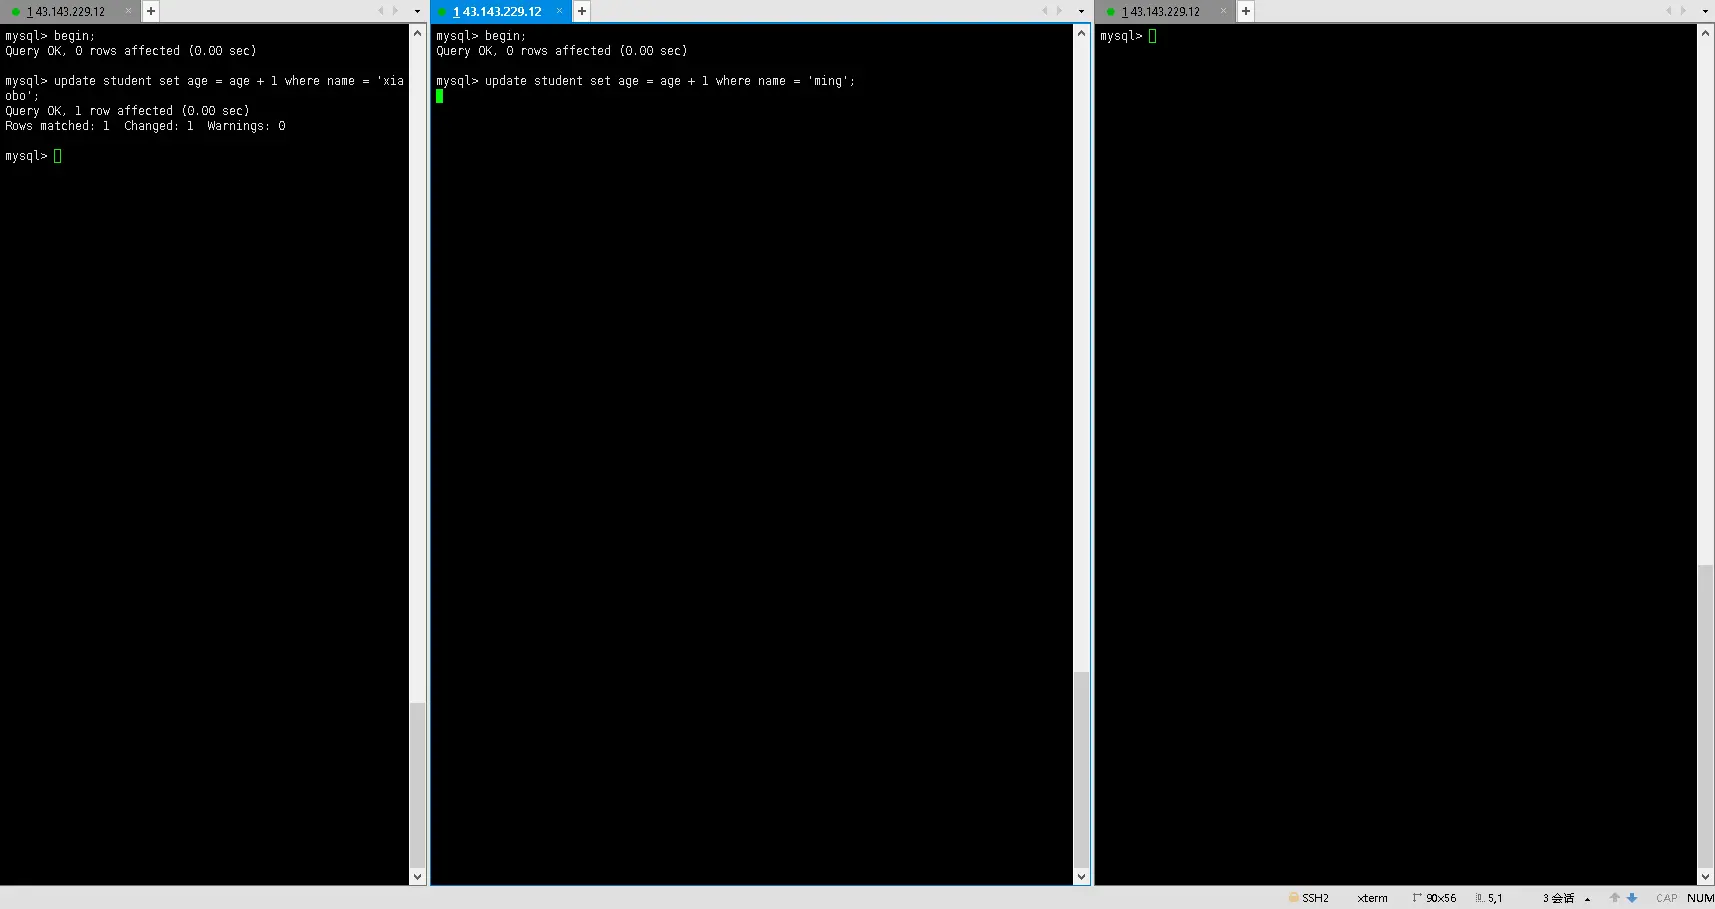 1 43.143.229.12
mysql> begin;
Query OK, 0 rows affected (0.00 sec)
mysql> update student set age = age + 1 where name = 'xia
obo';
Query OK, 1 row affected (0.00 sec)
Rows matched: 1  Changed: 1  Warnings: 0
mysql>
1 43.143.229.12
mysql> begin;
Query OK, 0 rows affected (0.00 sec)
mysql> update student set age = age + 1 where name = 'ming';
1 43.143.229.12
mysql>
SSH2 xterm 90x56 5,1 3 会话 CAP NUM